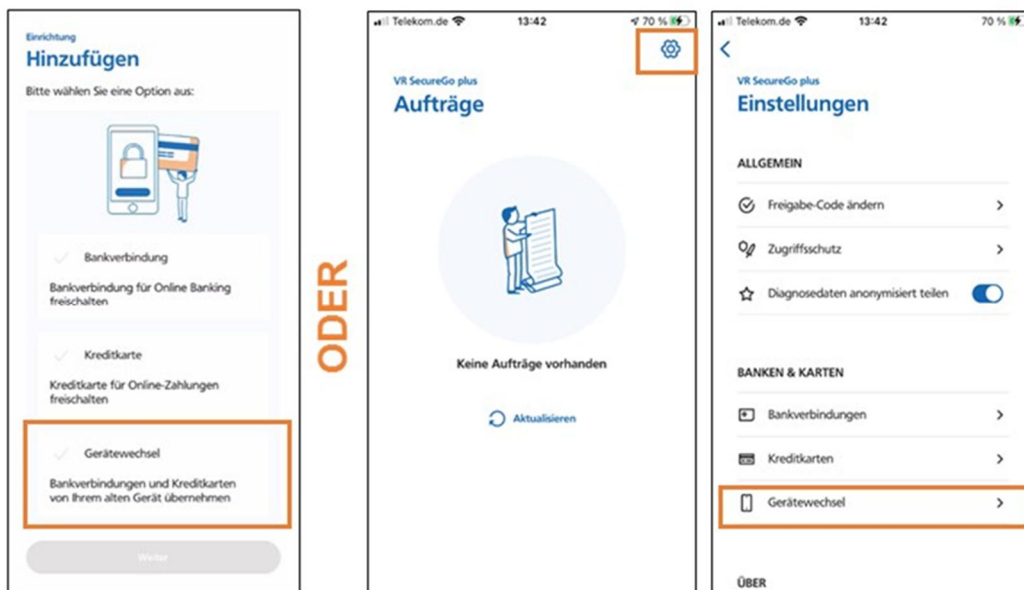 Einrichtung
Hinzufügen
Bitte wählen Sie eine Option aus:
Bankverbindung
Bankverbindung für Online Banking
freischalten
Kreditkarte
Kreditkarte für Online-Zahlungen
freischalten
Gerätewechsel
Bankverbindungen und Kreditkarten
von Ihrem alten Gerät übernehmen
Weiter
ODER
Telekom.de 13:42 70 %
VR SecureGo plus
Aufträge
Keine Aufträge vorhanden
Aktualisieren
Telekom.de 13:42 70 %
VR SecureGo plus
Einstellungen
ALLGEMEIN
Freigabe-Code ändern
Zugriffsschutz
Diagnosedaten anonymisiert teilen
BANKEN & KARTEN
Bankverbindungen
Kreditkarten
Gerätewechsel
ÜBER